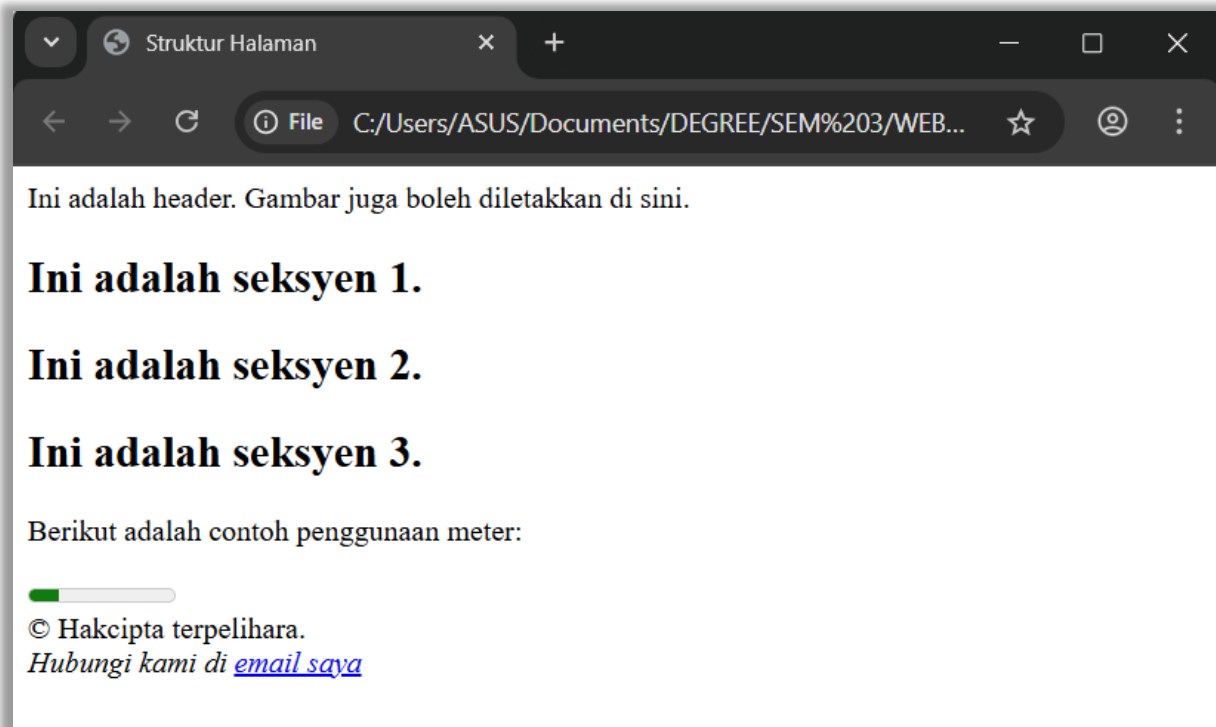 Struktur Halaman
File C:/Users/ASUS/Documents/DEGREE/SEM%203/WEB...
Ini adalah header. Gambar juga boleh diletakkan di sini.
Ini adalah seksyen 1.
Ini adalah seksyen 2.
Ini adalah seksyen 3.
Berikut adalah contoh penggunaan meter:
© Hakcipta terpelihara.
Hubungi kami di email saya